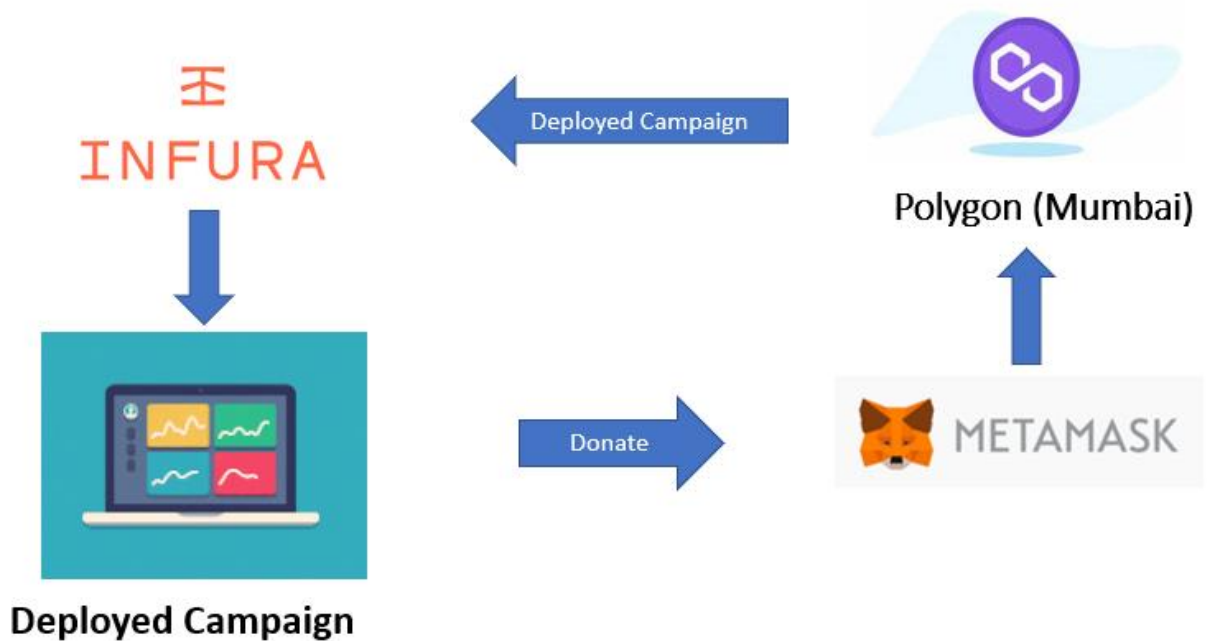 INFURA
Deployed Campaign
Polygon (Mumbai)
Donate
METAMASK
Deployed Campaign